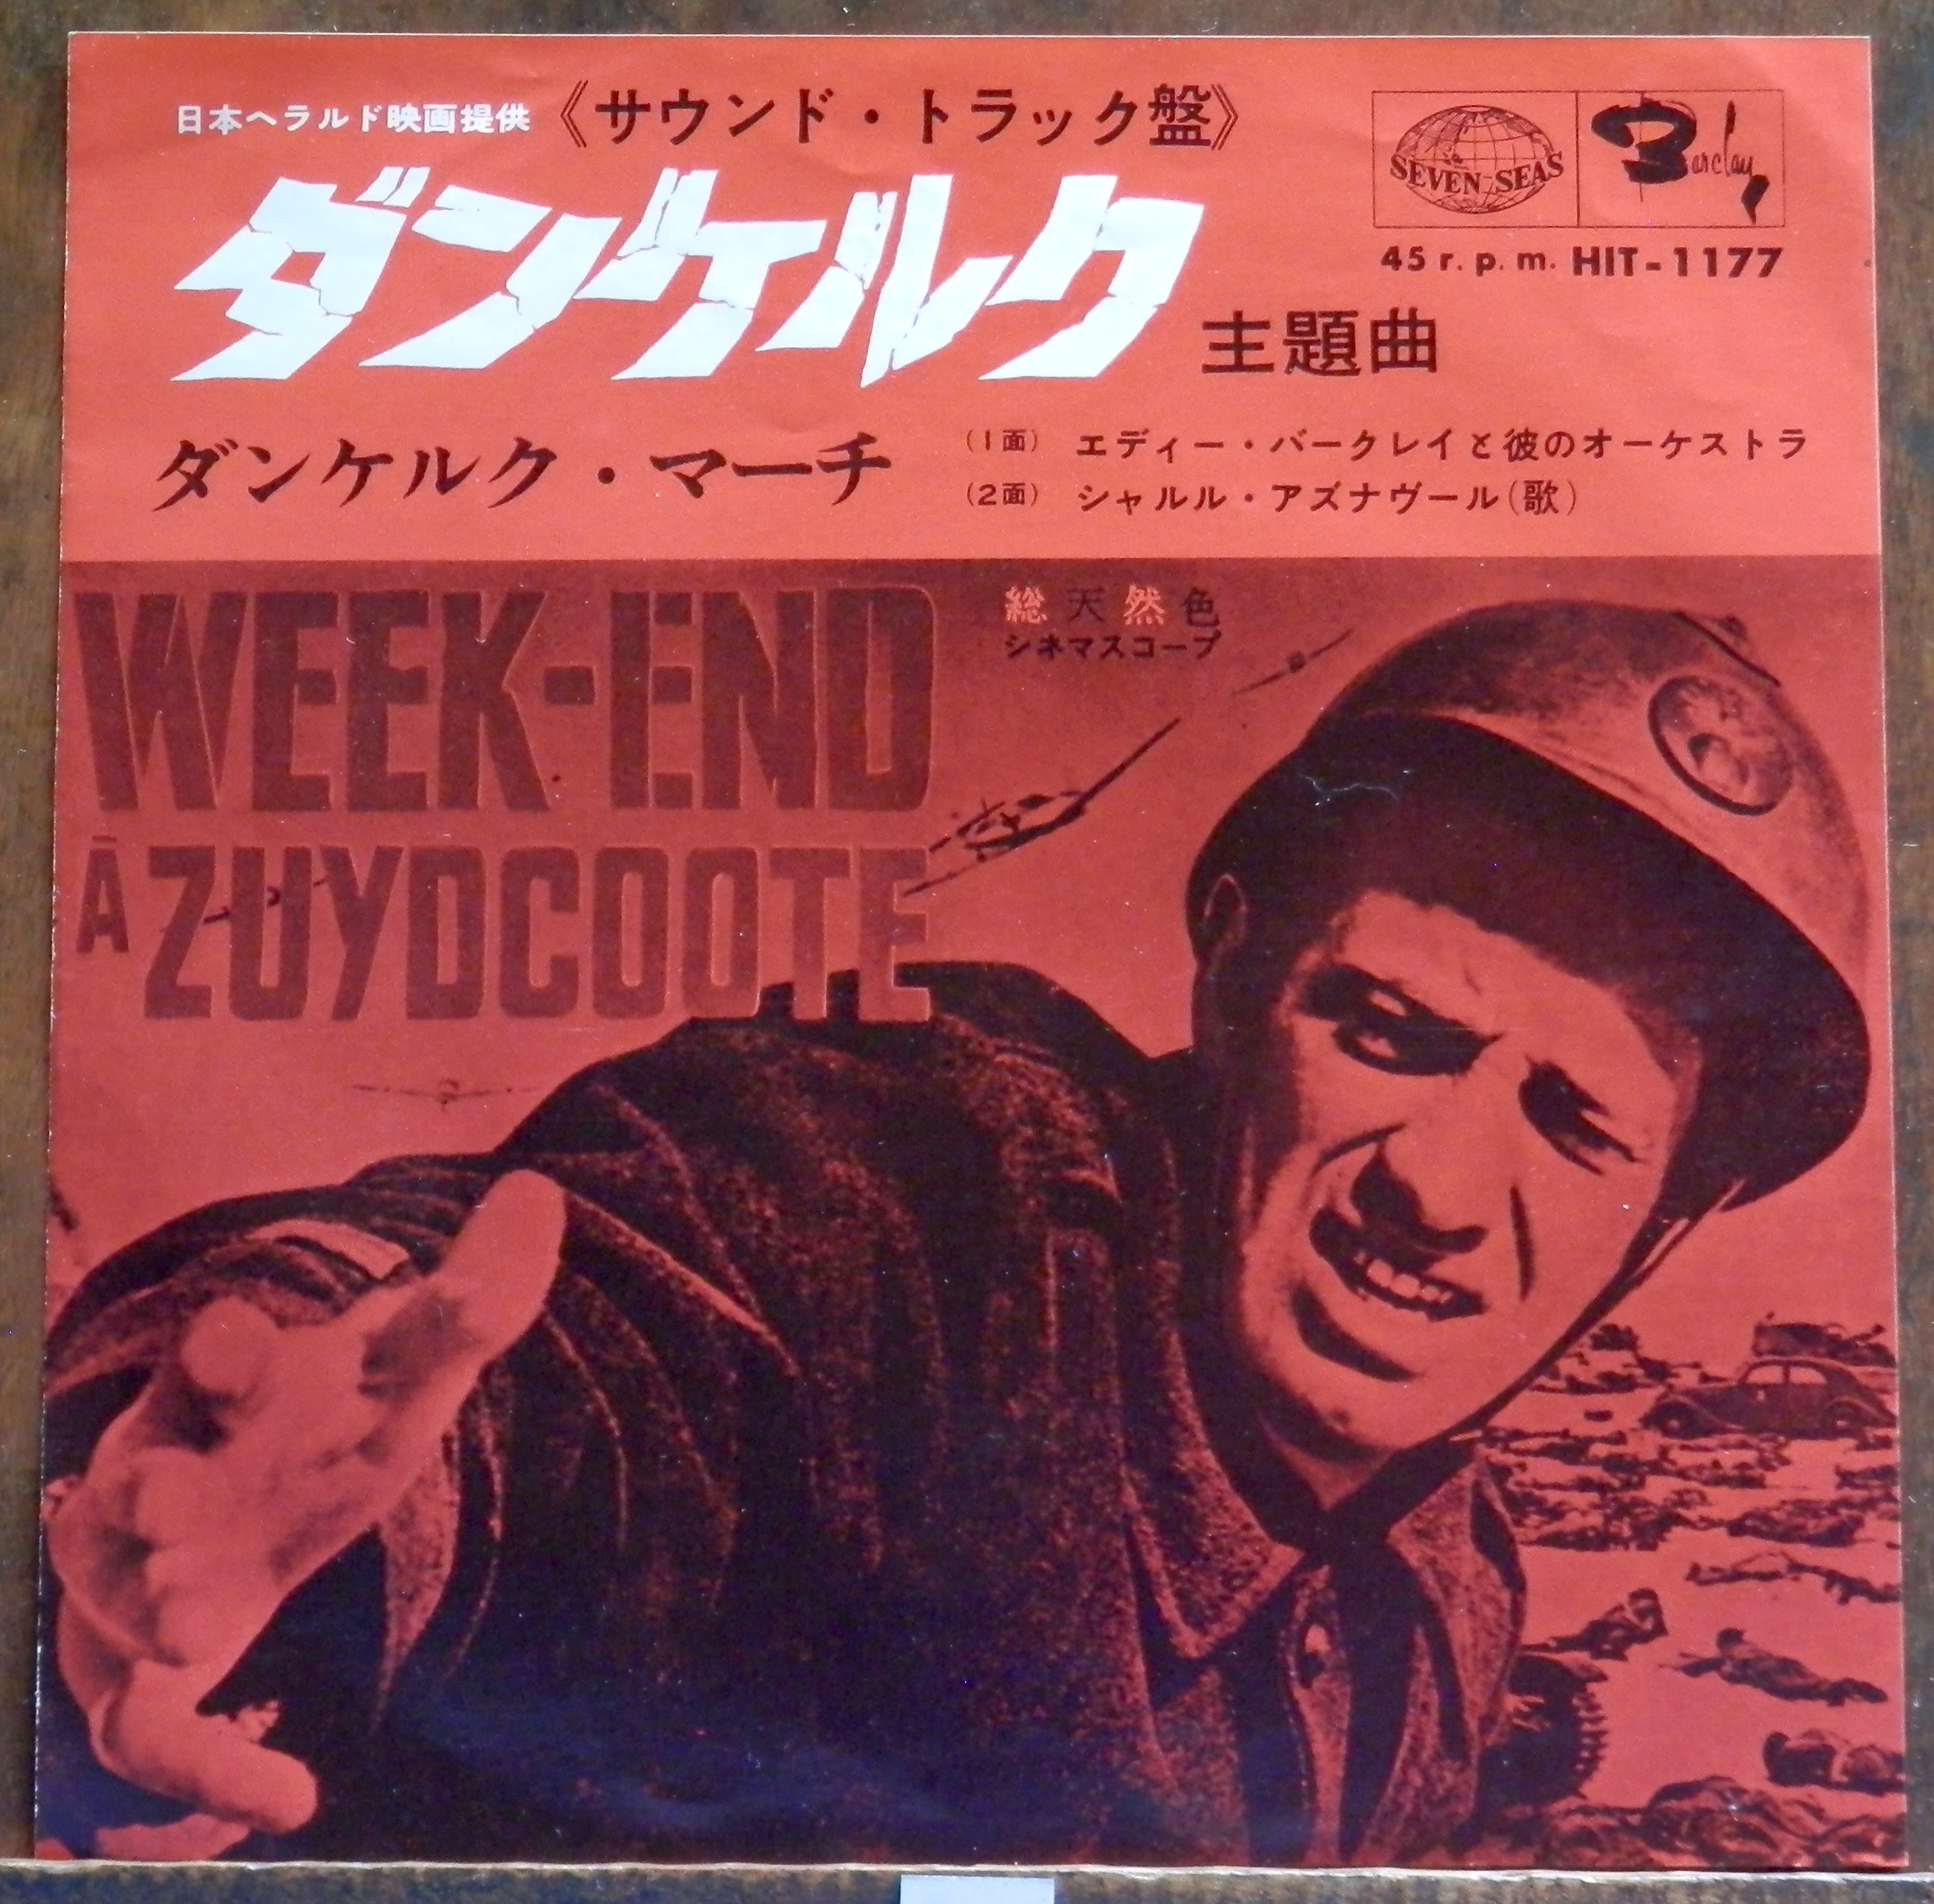 日本ヘラルド映画提供 《サウンド・トラック盤》
SEVEN SEAS
Barclay
ダンケルク 主題曲
45 r.p.m. HIT-1177
ダンケルク・マーチ
(1面) エディー・バークレイと彼のオーケストラ
(2面) シャルル・アズナヴール(歌)
WEEK-END
À ZUYDCOOTE
総天然色
シネマスコープ